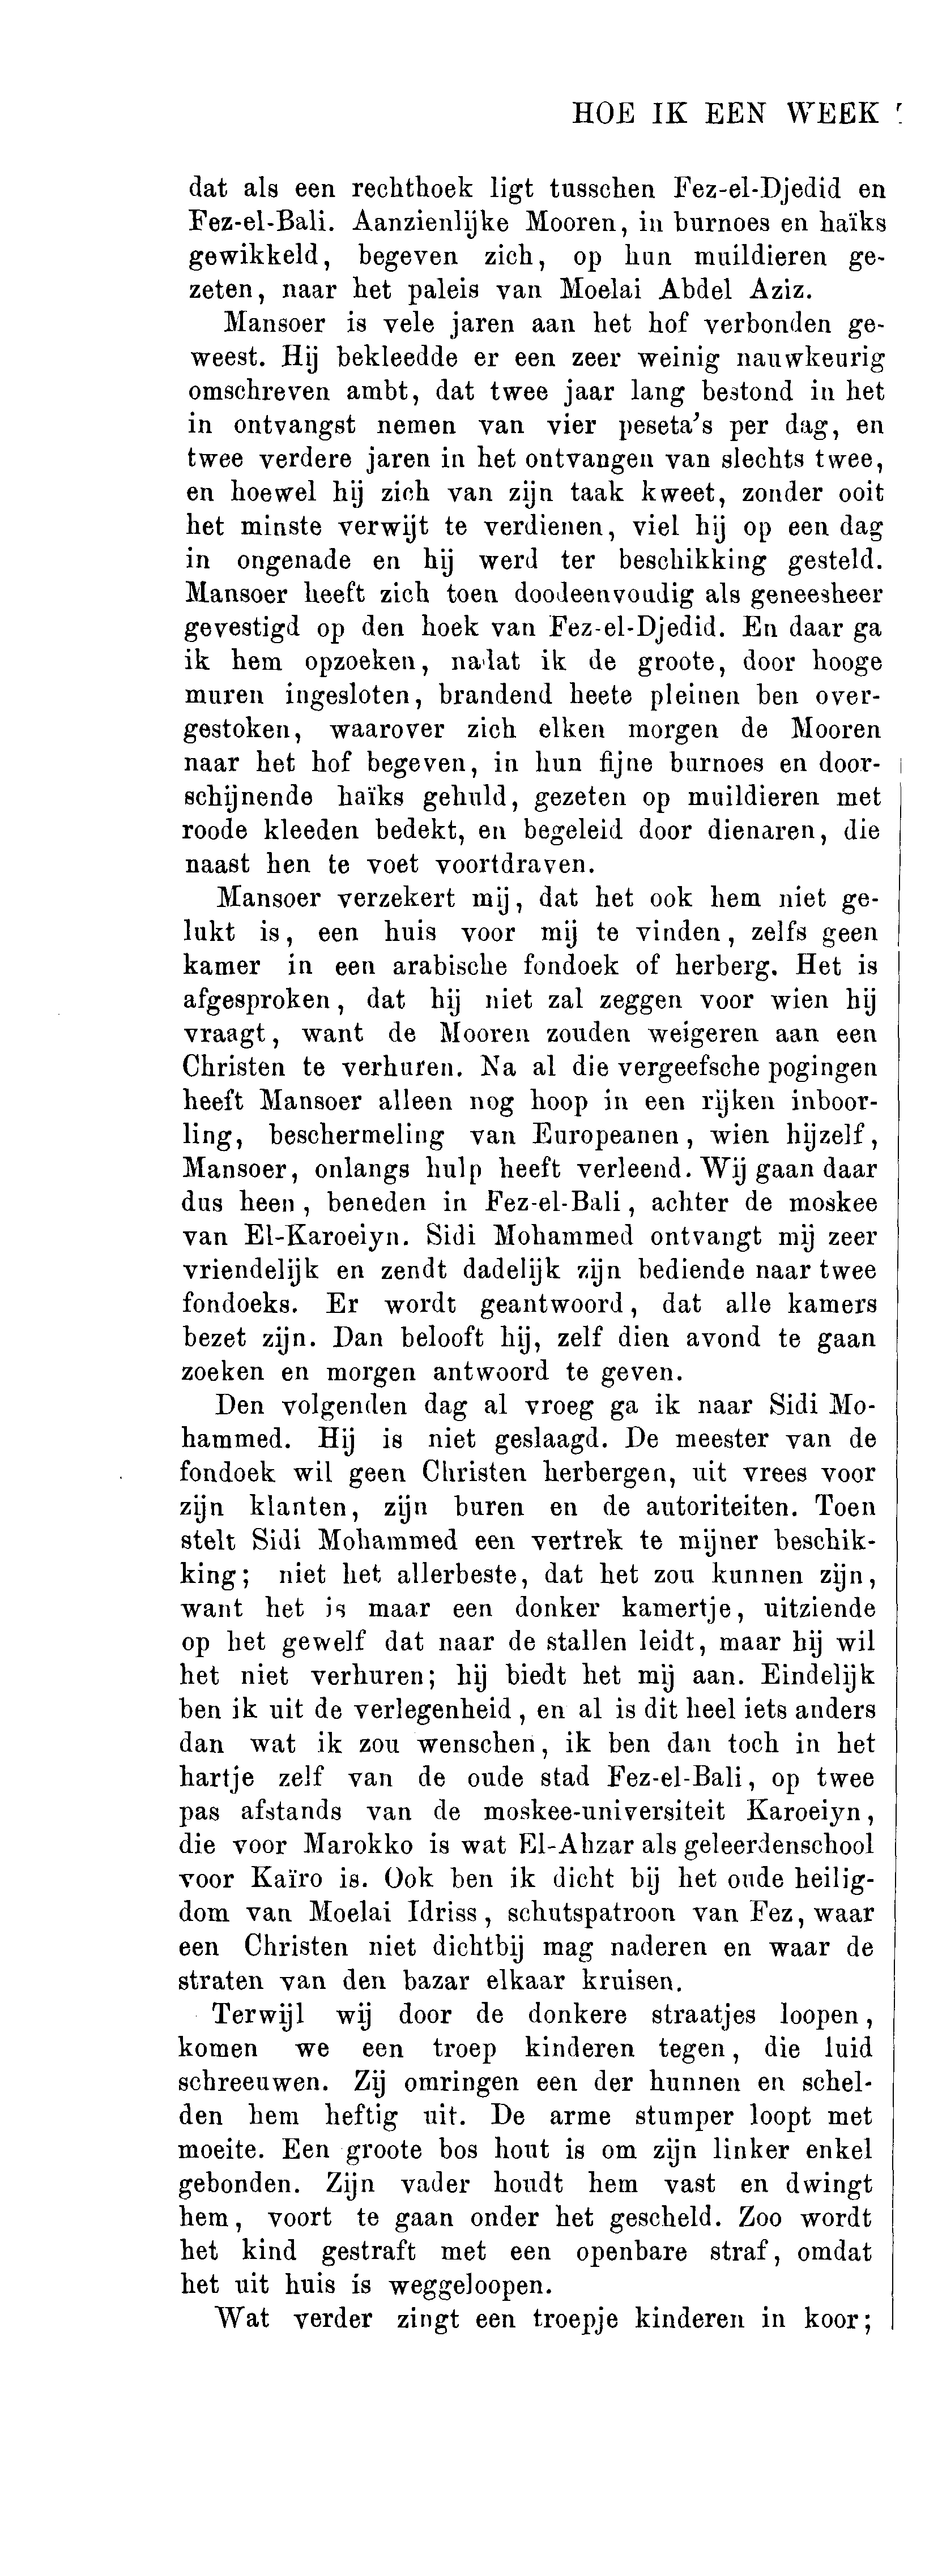 HOE IK EEN WEEK
dat als een rechthoek ligt tusschen Fez-el-Djedid en
Fez-el-Bali. Aanzienlijke Mooren, in burnoes en haïks
gewikkeld, begeven zich, op hun muildieren ge-
zeten, naar het paleis van Moelai Abdel Aziz.
Mansoer is vele jaren aan het hof verbonden ge-
weest. Hij bekleedde er een zeer weinig nauwkeurig
omschreven ambt, dat twee jaar lang bestond in het
in ontvangst nemen van vier peseta's per dag, en
twee verdere jaren in het ontvangen van slechts twee,
en hoewel hij zich van zijn taak kweet, zonder ooit
het minste verwijt te verdienen, viel hij op een dag
in ongenade en hij werd ter beschikking gesteld.
Mansoer heeft zich toen doodeenvoudig als geneesheer
gevestigd op den hoek van Fez-el-Djedid. En daar ga
ik hem opzoeken, nadat ik de groote, door hooge
muren ingesloten, brandend heete pleinen ben over-
gestoken, waarover zich elken morgen de Mooren
naar het hof begeven, in hun fijne burnoes en door-
schijnende haïks gehuld, gezeten op muildieren met
roode kleeden bedekt, en begeleid door dienaren, die
naast hen te voet voortdraven.
Mansoer verzekert mij, dat het ook hem niet ge-
lukt is, een huis voor mij te vinden, zelfs geen
kamer in een arabische fondoek of herberg. Het is
afgesproken, dat hij niet zal zeggen voor wien hij
vraagt, want de Mooren zouden weigeren aan een
Christen te verhuren. Na al die vergeefsche pogingen
heeft Mansoer alleen nog hoop in een rijken inboor-
ling, beschermeling van Europeanen, wien hijzelf,
Mansoer, onlangs hulp heeft verleend. Wij gaan daar
dus heen, beneden in Fez-el-Bali, achter de moskee
van El-Karoeiyn. Sidi Mohammed ontvangt mij zeer
vriendelijk en zendt dadelijk zijn bediende naar twee
fondoeks. Er wordt geantwoord, dat alle kamers
bezet zijn. Dan belooft hij, zelf dien avond te gaan
zoeken en morgen antwoord te geven.
Den volgenden dag al vroeg ga ik naar Sidi Mo-
hammed. Hij is niet geslaagd. De meester van de
fondoek wil geen Christen herbergen, uit vrees voor
zijn klanten, zijn buren en de autoriteiten. Toen
stelt Sidi Mohammed een vertrek te mijner beschik-
king; niet het allerbeste, dat het zou kunnen zijn,
want het is maar een donker kamertje, uitziende
op het gewelf dat naar de stallen leidt, maar hij wil
het niet verhuren; hij biedt het mij aan. Eindelijk
ben ik uit de verlegenheid, en al is dit heel iets anders
dan wat ik zou wenschen, ik ben dan toch in het
hartje zelf van de oude stad Fez-el-Bali, op twee
pas afstands van de moskee-universiteit Karoeiyn,
die voor Marokko is wat El-Ahzar als geleerdenschool
voor Kaïro is. Ook ben ik dicht bij het oude heilig-
dom van Moelai Idriss, schutspatroon van Fez, waar
een Christen niet dichtbij mag naderen en waar de
straten van den bazar elkaar kruisen.
Terwijl wij door de donkere straatjes loopen,
komen we een troep kinderen tegen, die luid
schreeuwen. Zij omringen een der hunnen en schel-
den hem heftig uit. De arme stumper loopt met
moeite. Een groote bos hout is om zijn linker enkel
gebonden. Zijn vader houdt hem vast en dwingt
hem, voort te gaan onder het gescheld. Zoo wordt
het kind gestraft met een openbare straf, omdat
het uit huis is weggeloopen.
Wat verder zingt een troepje kinderen in koor;